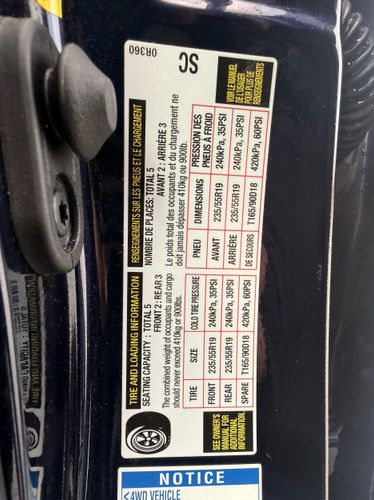 TIRE AND LOADING INFORMATION
SEATING CAPACITY : TOTAL 5
FRONT 2 : REAR 3
The combined weight of occupants and cargo
should never exceed 410kg or 900lbs.
TIRE SIZE COLD TIRE PRESSURE
FRONT 235/55R19 240kPa, 35PSI
REAR 235/55R19 240kPa, 35PSI
SPARE T165/90D18 420kPa, 60PSI
SEE OWNER'S
MANUAL FOR
ADDITIONAL
INFORMATION.
RENSEIGNEMENTS SUR LES PNEUS ET LE CHARGEMENT
NOMBRE DE PLACES: TOTAL 5
AVANT 2 : ARRIÈRE 3
Le poids total des occupants et du chargement ne
doit jamais dépasser 410kg ou 900lb.
PNEU DIMENSIONS PRESSION DES
PNEUS À FROID
AVANT 235/55R19 240kPa, 35PSI
ARRIÈRE 235/55R19 240kPa, 35PSI
DE SECOURS T165/90D18 420kPa, 60PSI
VOIR LE MANUEL
DE L'USAGER
POUR PLUS DE
RENSEIGNEMENTS
0R360
SC
NOTICE
<4WD VEHICLE